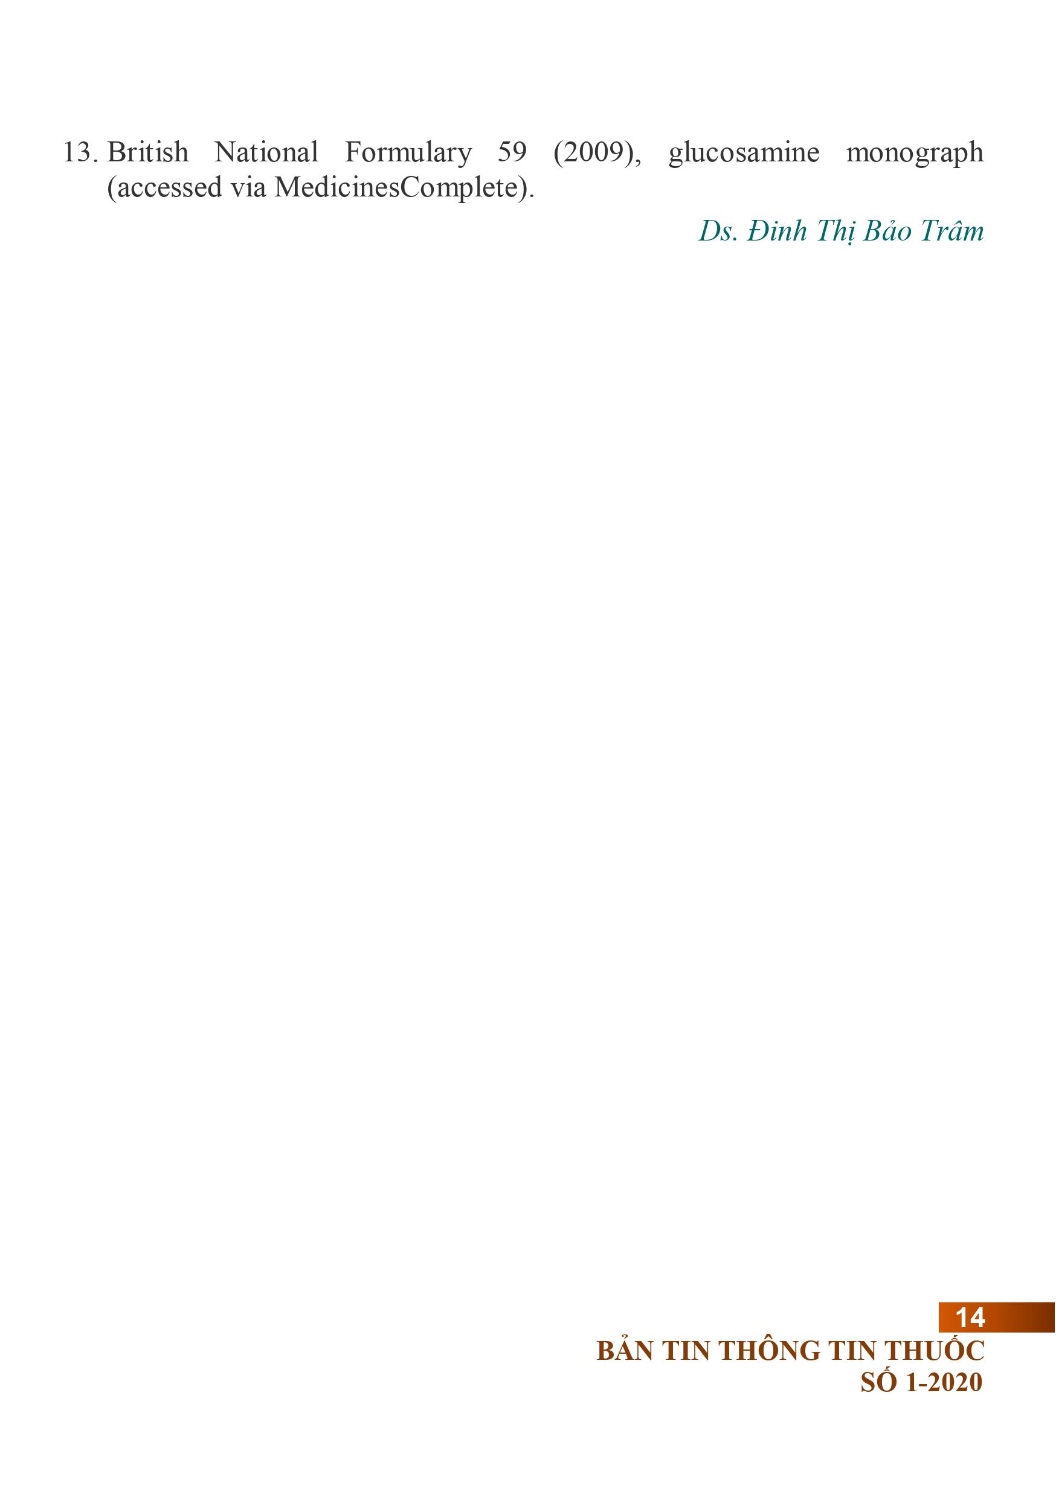 13. British National Formulary 59 (2009), glucosamine monograph
(accessed via MedicinesComplete).
Ds. Đinh Thị Bảo Trâm
14
BẢN TIN THÔNG TIN THUỐC
SỐ 1-2020